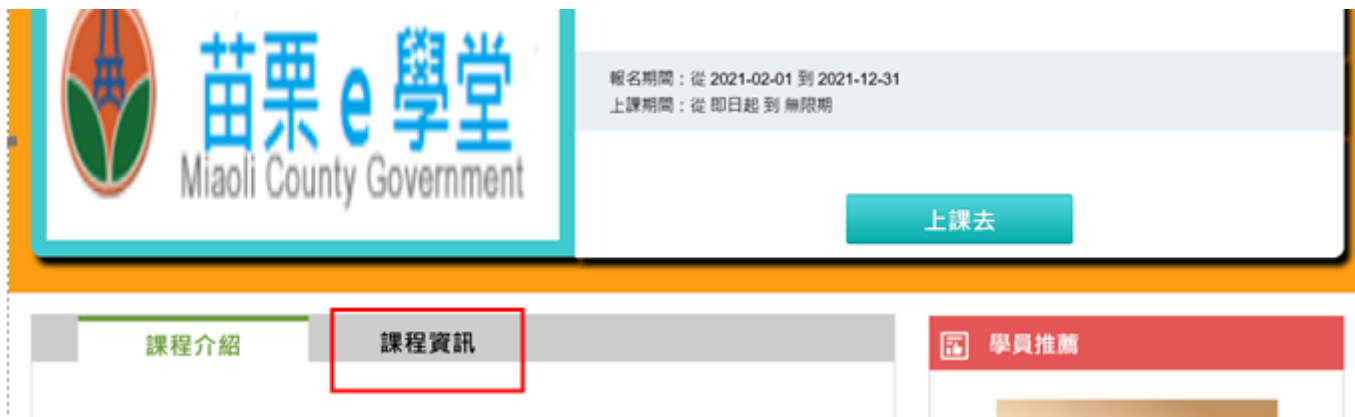 苗栗 e 學堂
Miaoli County Government
報名期間：從 2021-02-01 到 2021-12-31
上課期間：從 即日起 到 無限期
上課去
課程介紹
課程資訊
學員推薦